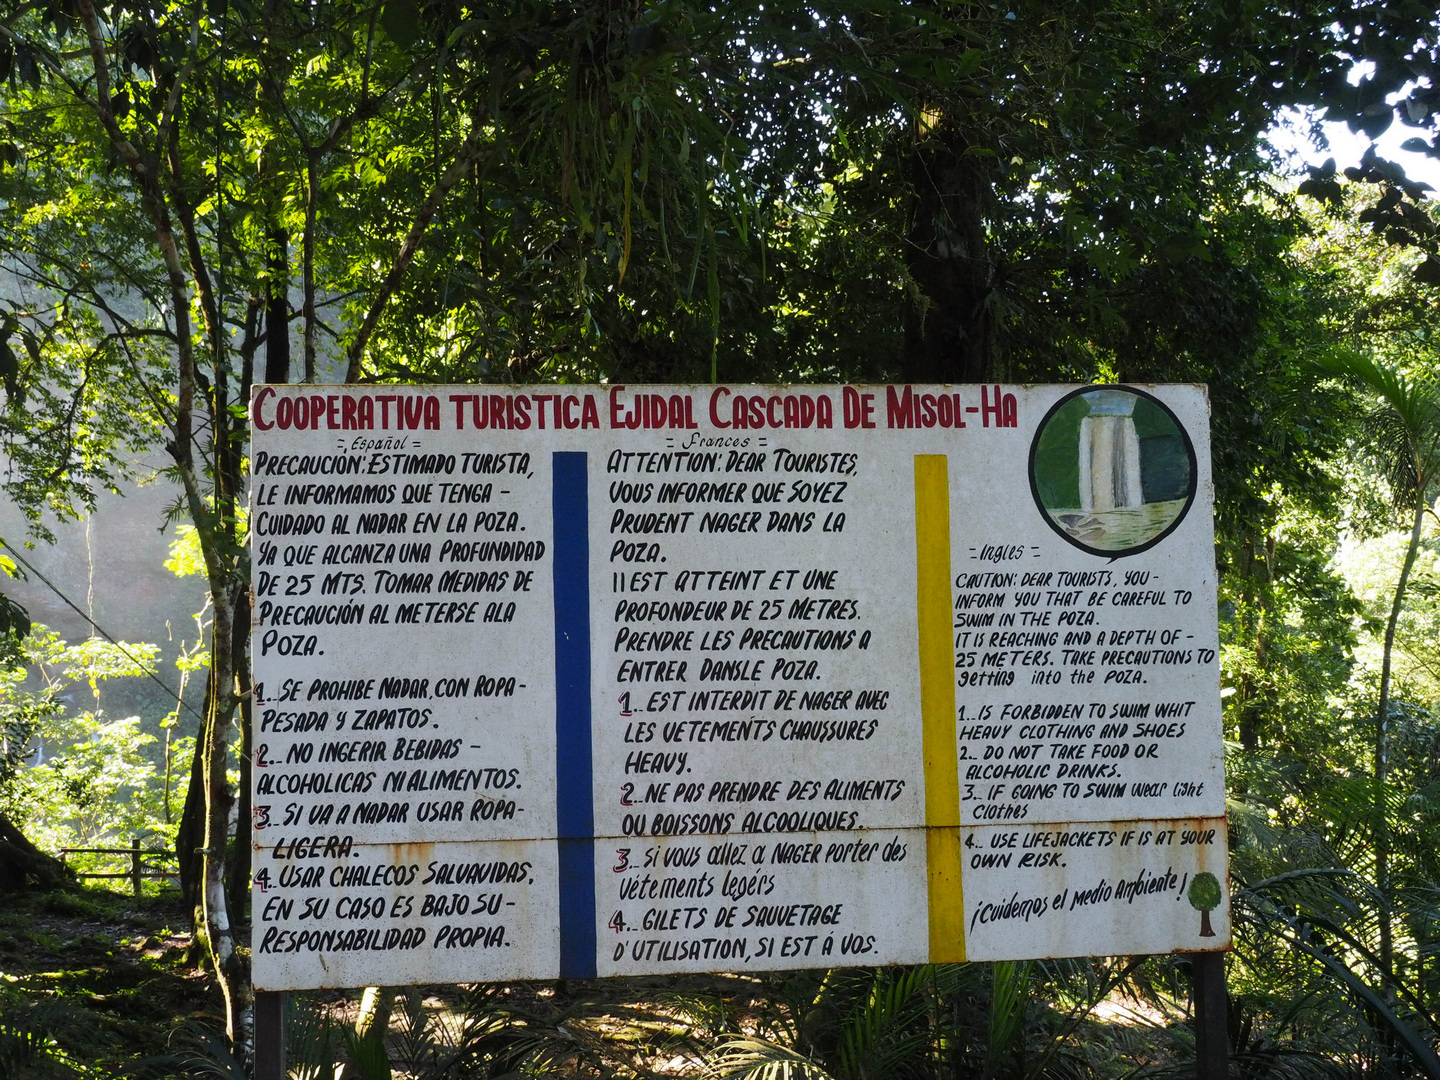 COOPERATIVA TURISTICA EJIDAL CASCADA DE MISOL-HA
= Español =
PRECAUCIÓN: ESTIMADO TURISTA,
LE INFORMAMOS QUE TENGA -
CUIDADO AL NADAR EN LA POZA.
YA QUE ALCANZA UNA PROFUNDIDAD
DE 25 MTS. TOMAR MEDIDAS DE
PRECAUCIÓN AL METERSE ALA
POZA.
1.. SE PROHIBE NADAR, CON ROPA -
PESADA Y ZAPATOS.
2.. NO INGERIR BEBIDAS -
ALCOHOLICAS NI ALIMENTOS.
3.. SI VA A NADAR USAR ROPA-
LIGERA.
4.. USAR CHALECOS SALVAVIDAS,
EN SU CASO ES BAJO SU -
RESPONSABILIDAD PROPIA.
= Frances =
ATTENTION: DEAR TOURISTES,
VOUS INFORMER QUE SOYEZ
PRUDENT NAGER DANS LA
POZA.
Il EST ATTEINT ET UNE
PROFONDEUR DE 25 METRES.
PRENDRE LES PRECAUTIONS A
ENTRER DANSLE POZA.
1.. EST INTERDIT DE NAGER AVEC
LES VETEMENTS CHAUSSURES
HEAVY.
2.. NE PAS PRENDRE DES ALIMENTS
OU BOISSONS ALCOOLIQUES.
3.. Si VOUS allez a NAGER Porter des
vétements legérs
4.. GILETS DE SAUVETAGE
D'UTILISATION, SI EST Á VOS.
= Ingles =
CAUTION: DEAR TOURISTS, YOU -
INFORM YOU THAT BE CAREFUL TO
SWIM IN THE POZA.
IT IS REACHING AND A DEPTH OF -
25 METERS. TAKE PRECAUTIONS TO
getting into the POZA.
1.. IS FORBIDDEN TO SWIM WHIT
HEAVY CLOTHING AND SHOES
2.. DO NOT TAKE FOOD OR
ALCOHOLIC DRINKS.
3.. IF GOING TO SWIM wear light
Clothes
4.. USE LIFEJACKETS IF IS AT YOUR
OWN RISK.
¡Cuidemos el Medio Ambiente!